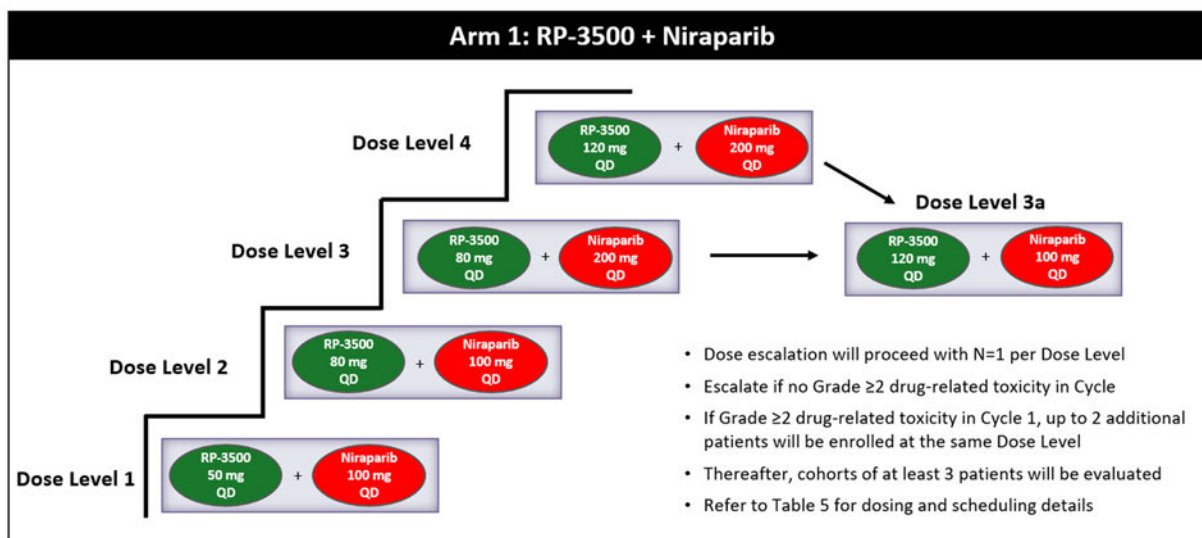 Arm 1: RP-3500 + Niraparib
Dose Level 4
RP-3500
120 mg
QD
+
Niraparib
200 mg
QD
Dose Level 3a
RP-3500
120 mg
QD
+
Niraparib
100 mg
QD
Dose Level 3
RP-3500
80 mg
QD
+
Niraparib
200 mg
QD
Dose Level 2
RP-3500
80 mg
QD
+
Niraparib
100 mg
QD
Dose Level 1
RP-3500
50 mg
QD
+
Niraparib
100 mg
QD
• Dose escalation will proceed with N=1 per Dose Level
• Escalate if no Grade ≥2 drug-related toxicity in Cycle
• If Grade ≥2 drug-related toxicity in Cycle 1, up to 2 additional
patients will be enrolled at the same Dose Level
• Thereafter, cohorts of at least 3 patients will be evaluated
• Refer to Table 5 for dosing and scheduling details